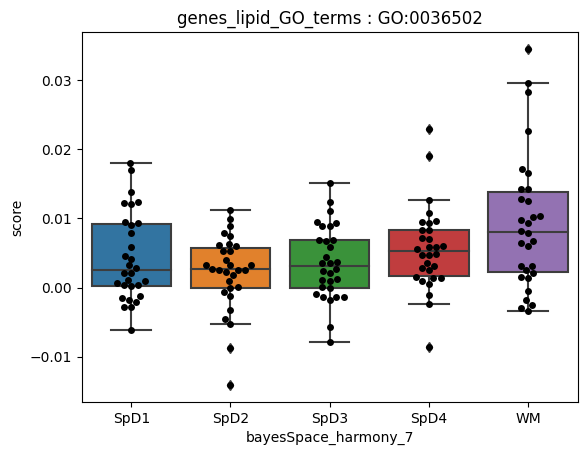 genes_lipid_GO_terms : GO:0036502
score
0.03
0.02
0.01
0.00
−0.01
SpD1 SpD2 SpD3 SpD4 WM
bayesSpace_harmony_7